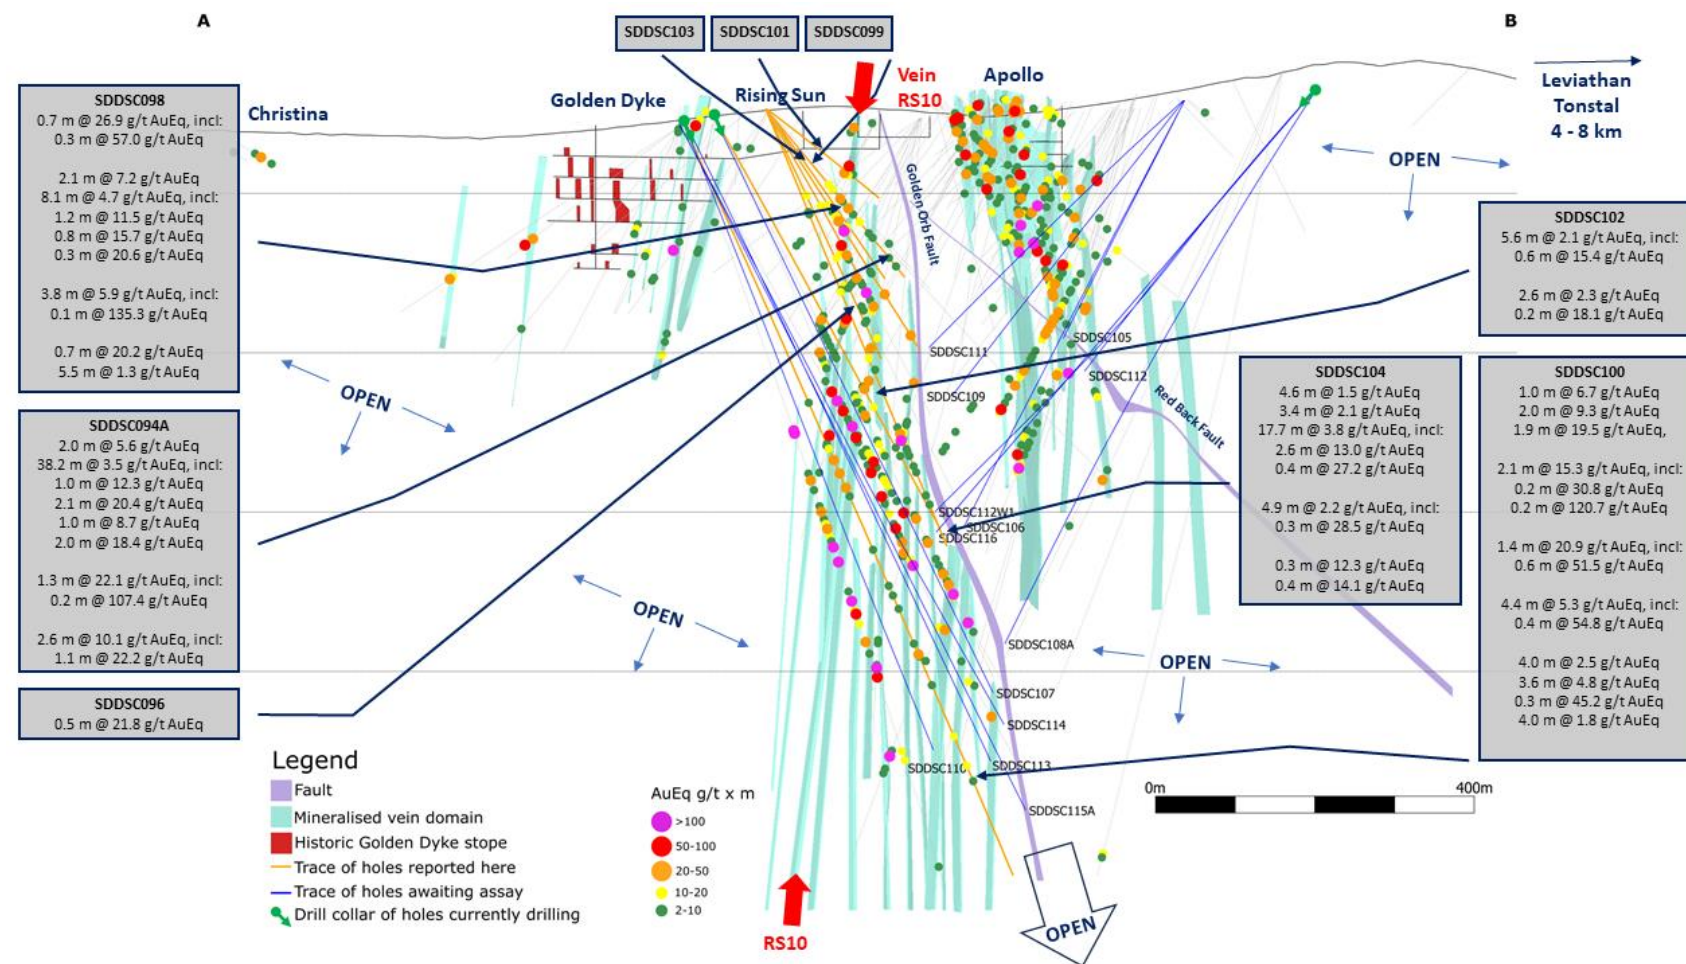 A
B
SDDSC103
SDDSC101
SDDSC099
Vein
RS10
Apollo
Rising Sun
Golden Dyke
Christina
Leviathan
Tonstal
4 - 8 km
OPEN
SDDSC098
0.7 m @ 26.9 g/t AuEq, incl:
0.3 m @ 57.0 g/t AuEq
2.1 m @ 7.2 g/t AuEq
8.1 m @ 4.7 g/t AuEq, incl:
1.2 m @ 11.5 g/t AuEq
0.8 m @ 15.7 g/t AuEq
0.3 m @ 20.6 g/t AuEq
3.8 m @ 5.9 g/t AuEq, incl:
0.1 m @ 135.3 g/t AuEq
0.7 m @ 20.2 g/t AuEq
5.5 m @ 1.3 g/t AuEq
SDDSC094A
2.0 m @ 5.6 g/t AuEq
38.2 m @ 3.5 g/t AuEq, incl:
1.0 m @ 12.3 g/t AuEq
2.1 m @ 20.4 g/t AuEq
1.0 m @ 8.7 g/t AuEq
2.0 m @ 18.4 g/t AuEq
1.3 m @ 22.1 g/t AuEq, incl:
0.2 m @ 107.4 g/t AuEq
2.6 m @ 10.1 g/t AuEq, incl:
1.1 m @ 22.2 g/t AuEq
SDDSC096
0.5 m @ 21.8 g/t AuEq
OPEN
OPEN
Golden Orb Fault
Red Back Fault
SDDSC105
SDDSC111
SDDSC112
SDDSC109
SDDSC112W1
SDDSC106
SDDSC116
SDDSC108A
SDDSC107
SDDSC114
SDDSC113
SDDSC110
SDDSC115A
SDDSC102
5.6 m @ 2.1 g/t AuEq, incl:
0.6 m @ 15.4 g/t AuEq
2.6 m @ 2.3 g/t AuEq
0.2 m @ 18.1 g/t AuEq
SDDSC104
4.6 m @ 1.5 g/t AuEq
3.4 m @ 2.1 g/t AuEq
17.7 m @ 3.8 g/t AuEq, incl:
2.6 m @ 13.0 g/t AuEq
0.4 m @ 27.2 g/t AuEq
4.9 m @ 2.2 g/t AuEq, incl:
0.3 m @ 28.5 g/t AuEq
0.3 m @ 12.3 g/t AuEq
0.4 m @ 14.1 g/t AuEq
SDDSC100
1.0 m @ 6.7 g/t AuEq
2.0 m @ 9.3 g/t AuEq
1.9 m @ 19.5 g/t AuEq,
2.1 m @ 15.3 g/t AuEq, incl:
0.2 m @ 30.8 g/t AuEq
0.2 m @ 120.7 g/t AuEq
1.4 m @ 20.9 g/t AuEq, incl:
0.6 m @ 51.5 g/t AuEq
4.4 m @ 5.3 g/t AuEq, incl:
0.4 m @ 54.8 g/t AuEq
4.0 m @ 2.5 g/t AuEq
3.6 m @ 4.8 g/t AuEq
0.3 m @ 45.2 g/t AuEq
4.0 m @ 1.8 g/t AuEq
OPEN
Legend
Fault
Mineralised vein domain
Historic Golden Dyke stope
Trace of holes reported here
Trace of holes awaiting assay
Drill collar of holes currently drilling
AuEq g/t x m
>100
50-100
20-50
10-20
2-10
RS10
OPEN
0m
400m